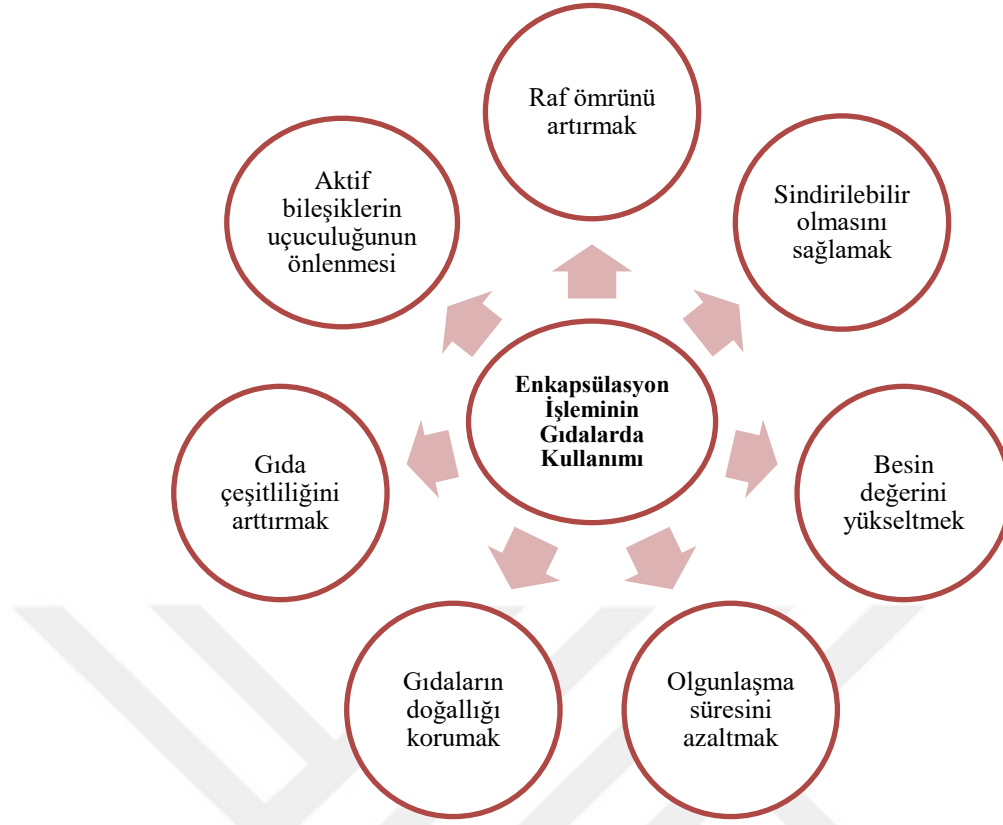 Raf ömrünü
artırmak
Sindirilebilir
olmasını
sağlamak
Besin
değerini
yükseltmek
Olgunlaşma
süresini
azaltmak
Gıdaların
doğallığı
korumak
Gıda
çeşitliliğini
arttırmak
Aktif
bileşiklerin
uçuculuğunun
önlenmesi
Enkapsülasyon
İşleminin
Gıdalarda
Kullanımı